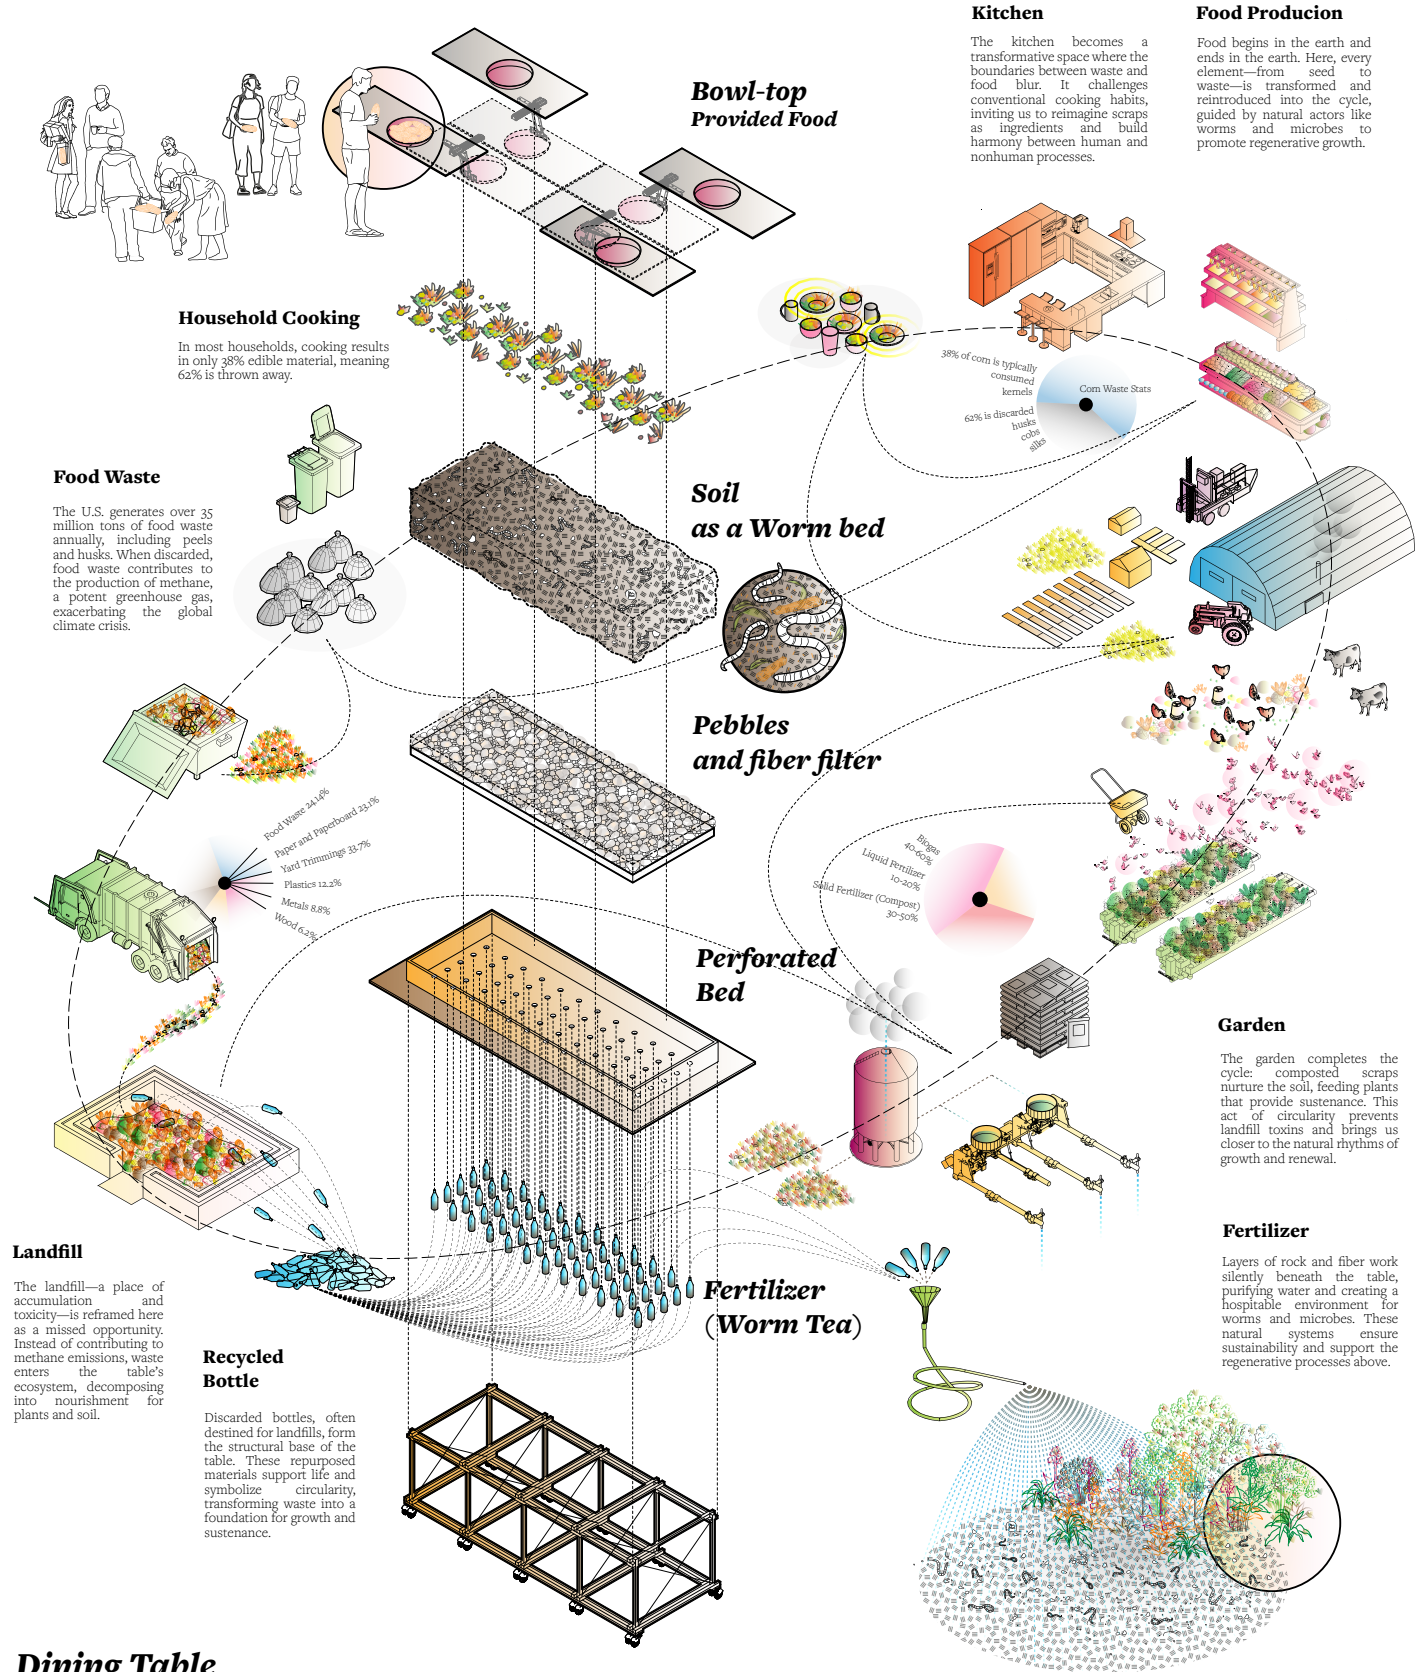 Kitchen
The kitchen becomes a
transformative space where the
boundaries between waste and
food blur. It challenges
conventional cooking habits,
inviting us to reimagine scraps
as ingredients and build
harmony between human and
nonhuman processes.
Food Producion
Food begins in the earth and
ends in the earth. Here, every
element—from seed to
waste—is transformed and
reintroduced into the cycle,
guided by natural actors like
worms and microbes to
promote regenerative growth.
Bowl-top
Provided Food
Household Cooking
In most households, cooking results
in only 38% edible material, meaning
62% is thrown away.
38% of corn is typically
consumed
kernels
62% is discarded
husks
cobs
silks
Corn Waste Stats
Food Waste
The U.S. generates over 35
million tons of food waste
annually, including peels
and husks. When discarded,
food waste contributes to
the production of methane,
a potent greenhouse gas,
exacerbating the global
climate crisis.
Soil
as a Worm bed
Pebbles
and fiber filter
Food Waste 24.14%
Paper and Paperboard 23.1%
Yard Trimmings 33.7%
Plastics 12.2%
Metals 8.8%
Wood 6.2%
Biogas
40-60%
Liquid Fertilizer
10-20%
Solid Fertilizer (Compost)
30-50%
Perforated
Bed
Garden
The garden completes the
cycle: composted scraps
nurture the soil, feeding plants
that provide sustenance. This
act of circularity prevents
landfill toxins and brings us
closer to the natural rhythms of
growth and renewal.
Landfill
The landfill—a place of
accumulation and
toxicity—is reframed here
as a missed opportunity.
Instead of contributing to
methane emissions, waste
enters the table's
ecosystem, decomposing
into nourishment for
plants and soil.
Fertilizer
(Worm Tea)
Fertilizer
Layers of rock and fiber work
silently beneath the table,
purifying water and creating a
hospitable environment for
worms and microbes. These
natural systems ensure
sustainability and support the
regenerative processes above.
Recycled
Bottle
Discarded bottles, often
destined for landfills, form
the structural base of the
table. These repurposed
materials support life and
symbolize circularity,
transforming waste into a
foundation for growth and
sustenance.
Dining Table